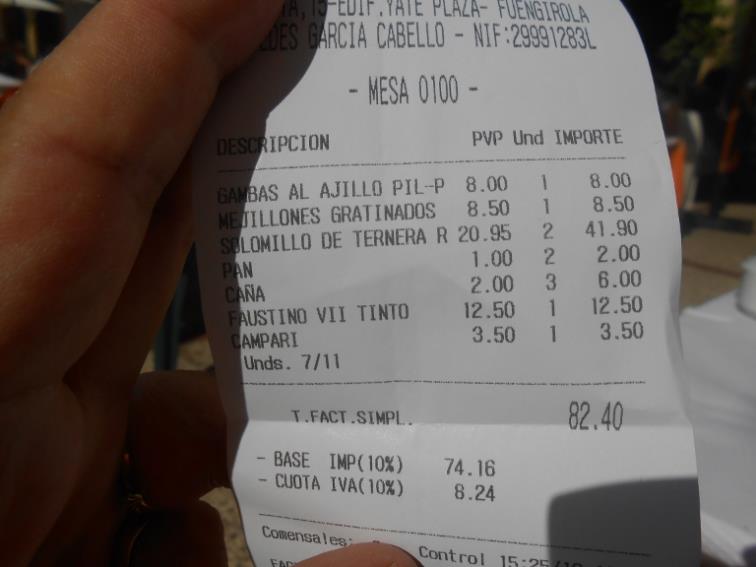 15-EDIF.YATE PLAZA- FUENGIROLA
GARCIA CABELLO - NIF:29991283L
- MESA 0100 -
DESCRIPCION PVP Und IMPORTE
GAMBAS AL AJILLO PIL-P 8.00 1 8.00
MEJILLONES GRATINADOS 8.50 1 8.50
SOLOMILLO DE TERNERA R 20.95 2 41.90
PAN 1.00 2 2.00
CAÑA 2.00 3 6.00
FAUSTINO VII TINTO 12.50 1 12.50
CAMPARI 3.50 1 3.50
Unds. 7/11
T.FACT.SIMPL. 82.40
- BASE IMP(10%) 74.16
- CUOTA IVA(10%) 8.24
Comensales: Control 15:25/